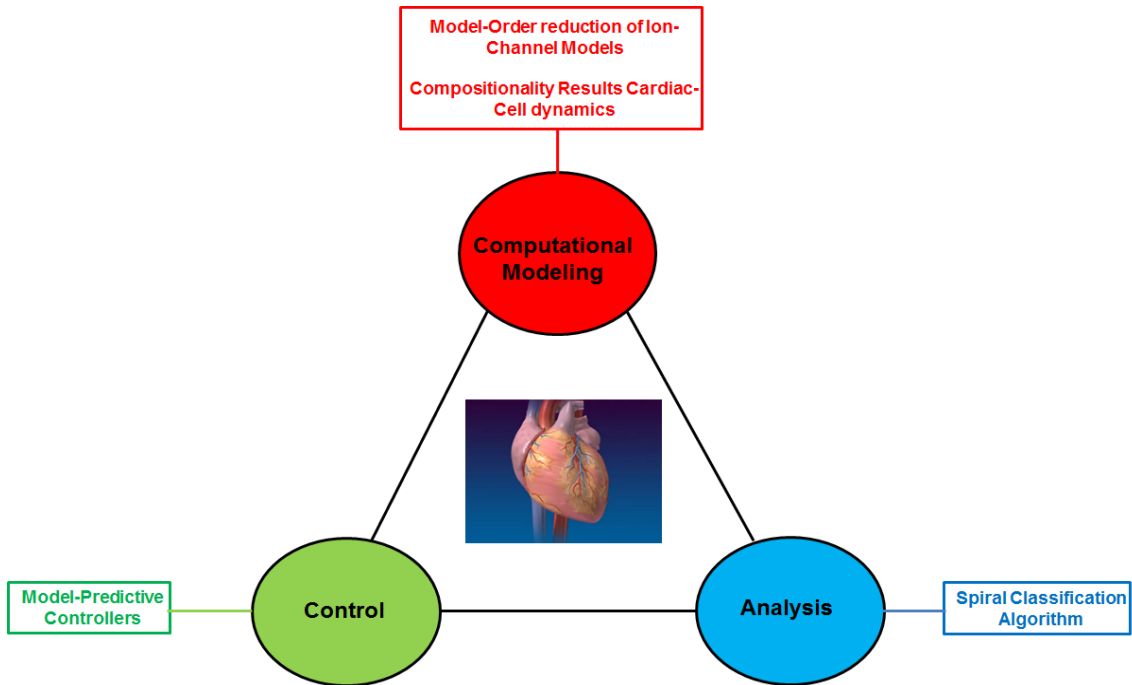 Model-Order reduction of Ion-
Channel Models
Compositionality Results Cardiac-
Cell dynamics
Computational
Modeling
Model-Predictive
Controllers
Control
Analysis
Spiral Classification
Algorithm